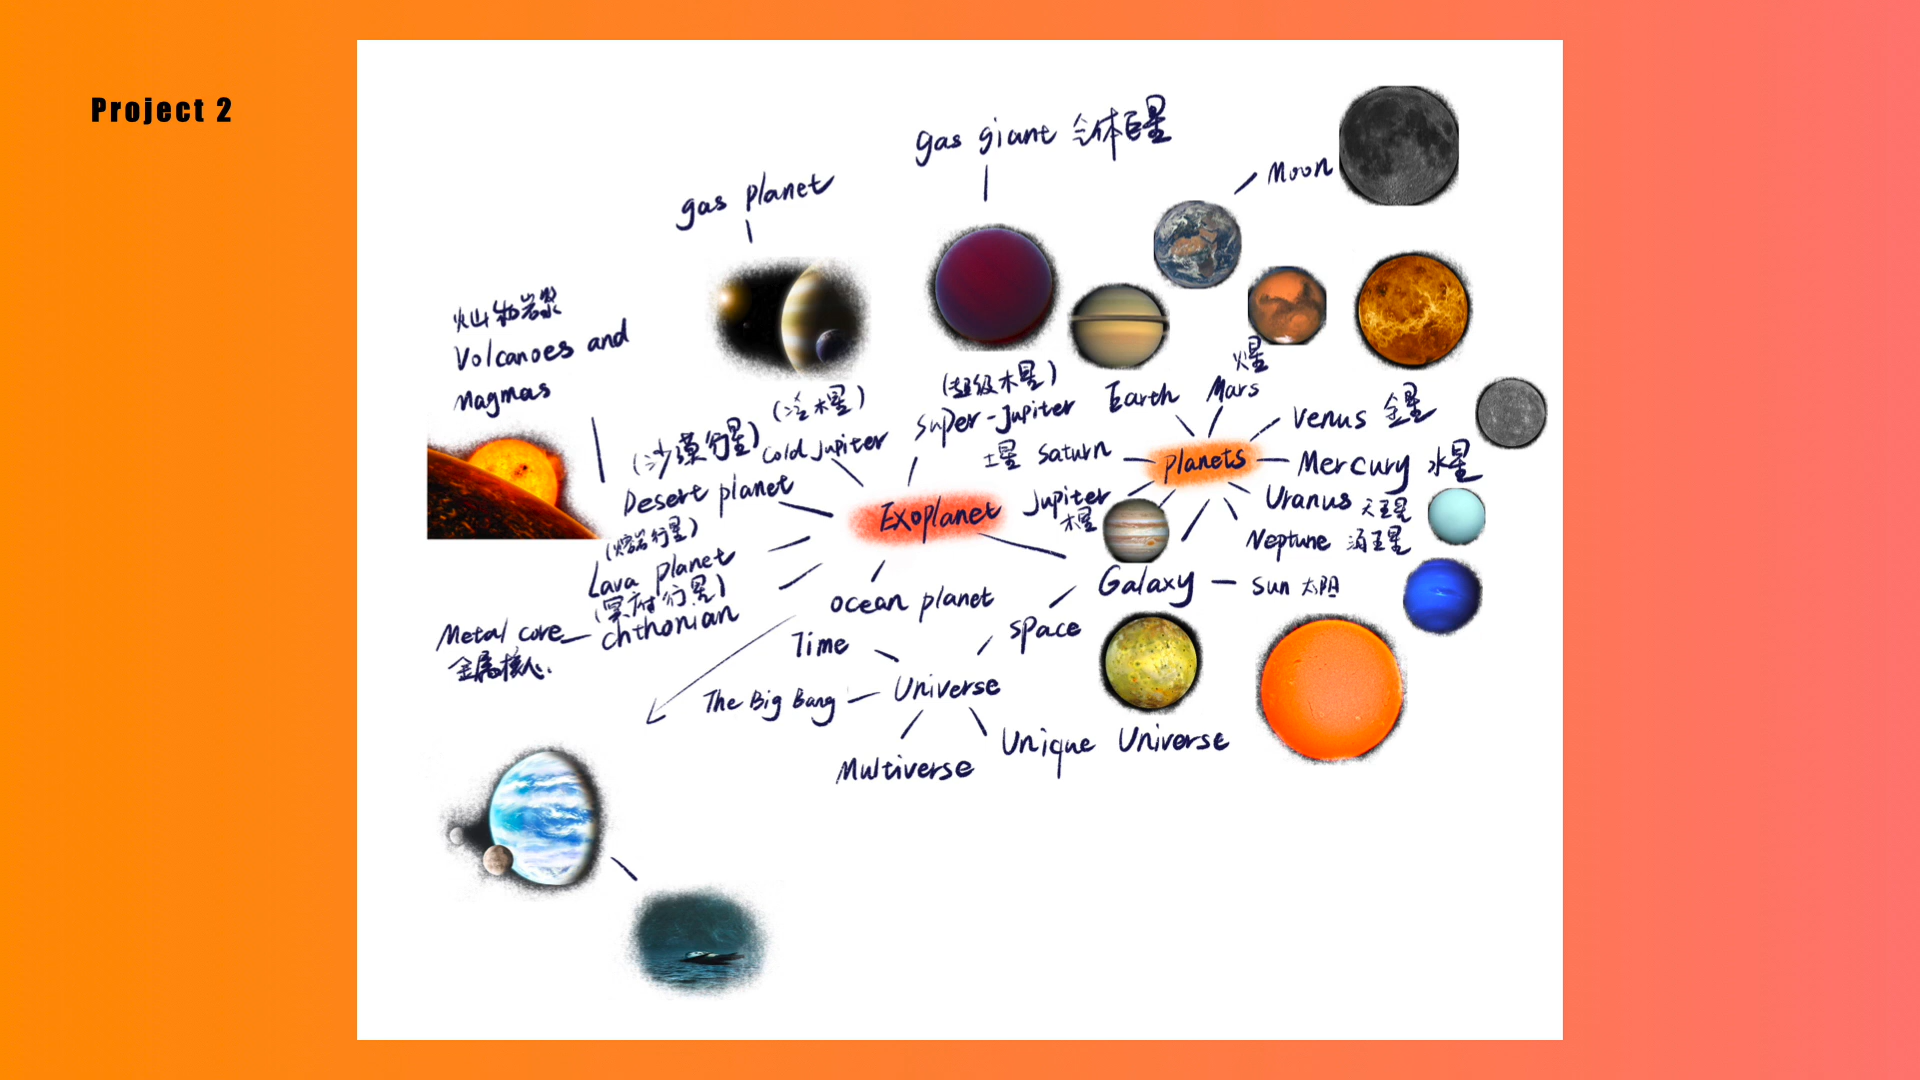 Project 2
gas giant 气体巨星
Moon
gas planet
火山和岩浆
Volcanoes and
magmas
火星
Mars
Earth
(超级木星)
super-Jupiter
(冷木星)
Cold Jupiter
Venus 金星
(沙漠行星)
Desert planet
土星 Saturn
planets
Mercury 水星
Exoplanet
Jupiter
木星
Uranus 天王星
Neptune 海王星
(熔岩行星)
Lava planet
(冥府行星)
chthonian
Metal core
金属核心.
ocean planet
Galaxy
Sun 太阳
space
Time
The Big Bang
Universe
Unique Universe
Multiverse